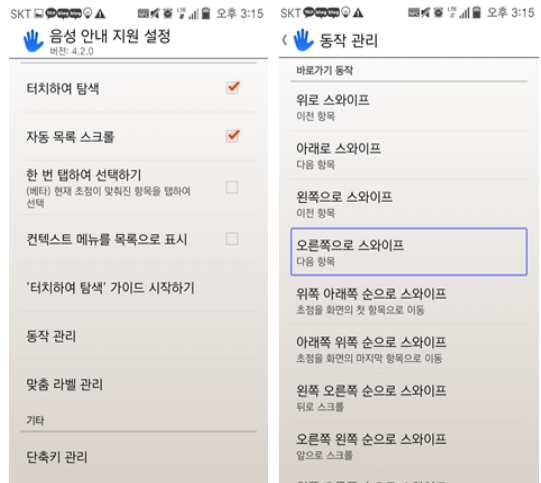 SKT
오후 3:15
음성 안내 지원 설정
버전: 4.2.0
터치하여 탐색
자동 목록 스크롤
한 번 탭하여 선택하기
(베타) 현재 초점이 맞춰진 항목을 탭하여
선택
컨텍스트 메뉴를 목록으로 표시
'터치하여 탐색' 가이드 시작하기
동작 관리
맞춤 라벨 관리
기타
단축키 관리
SKT
오후 3:15
동작 관리
바로가기 동작
위로 스와이프
이전 항목
아래로 스와이프
다음 항목
왼쪽으로 스와이프
이전 항목
오른쪽으로 스와이프
다음 항목
위쪽 아래쪽 순으로 스와이프
초점을 화면의 첫 항목으로 이동
아래쪽 위쪽 순으로 스와이프
초점을 화면의 마지막 항목으로 이동
왼쪽 오른쪽 순으로 스와이프
뒤로 스크롤
오른쪽 왼쪽 순으로 스와이프
앞으로 스크롤